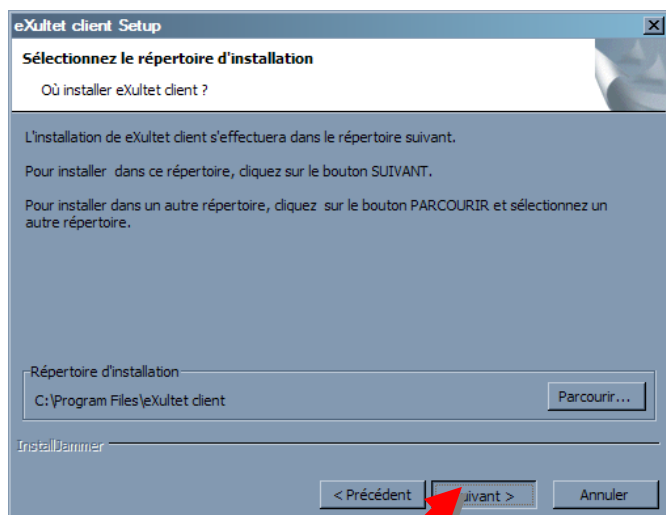 eXultet client Setup
Sélectionnez le répertoire d'installation
Où installer eXultet client ?
L'installation de eXultet client s'effectuera dans le répertoire suivant.
Pour installer dans ce répertoire, cliquez sur le bouton SUIVANT.
Pour installer dans un autre répertoire, cliquez sur le bouton PARCOURIR et sélectionnez un
autre répertoire.
Répertoire d'installation
C:\Program Files\eXultet client
Parcourir...
InstallJammer
< Précédent
Suivant >
Annuler